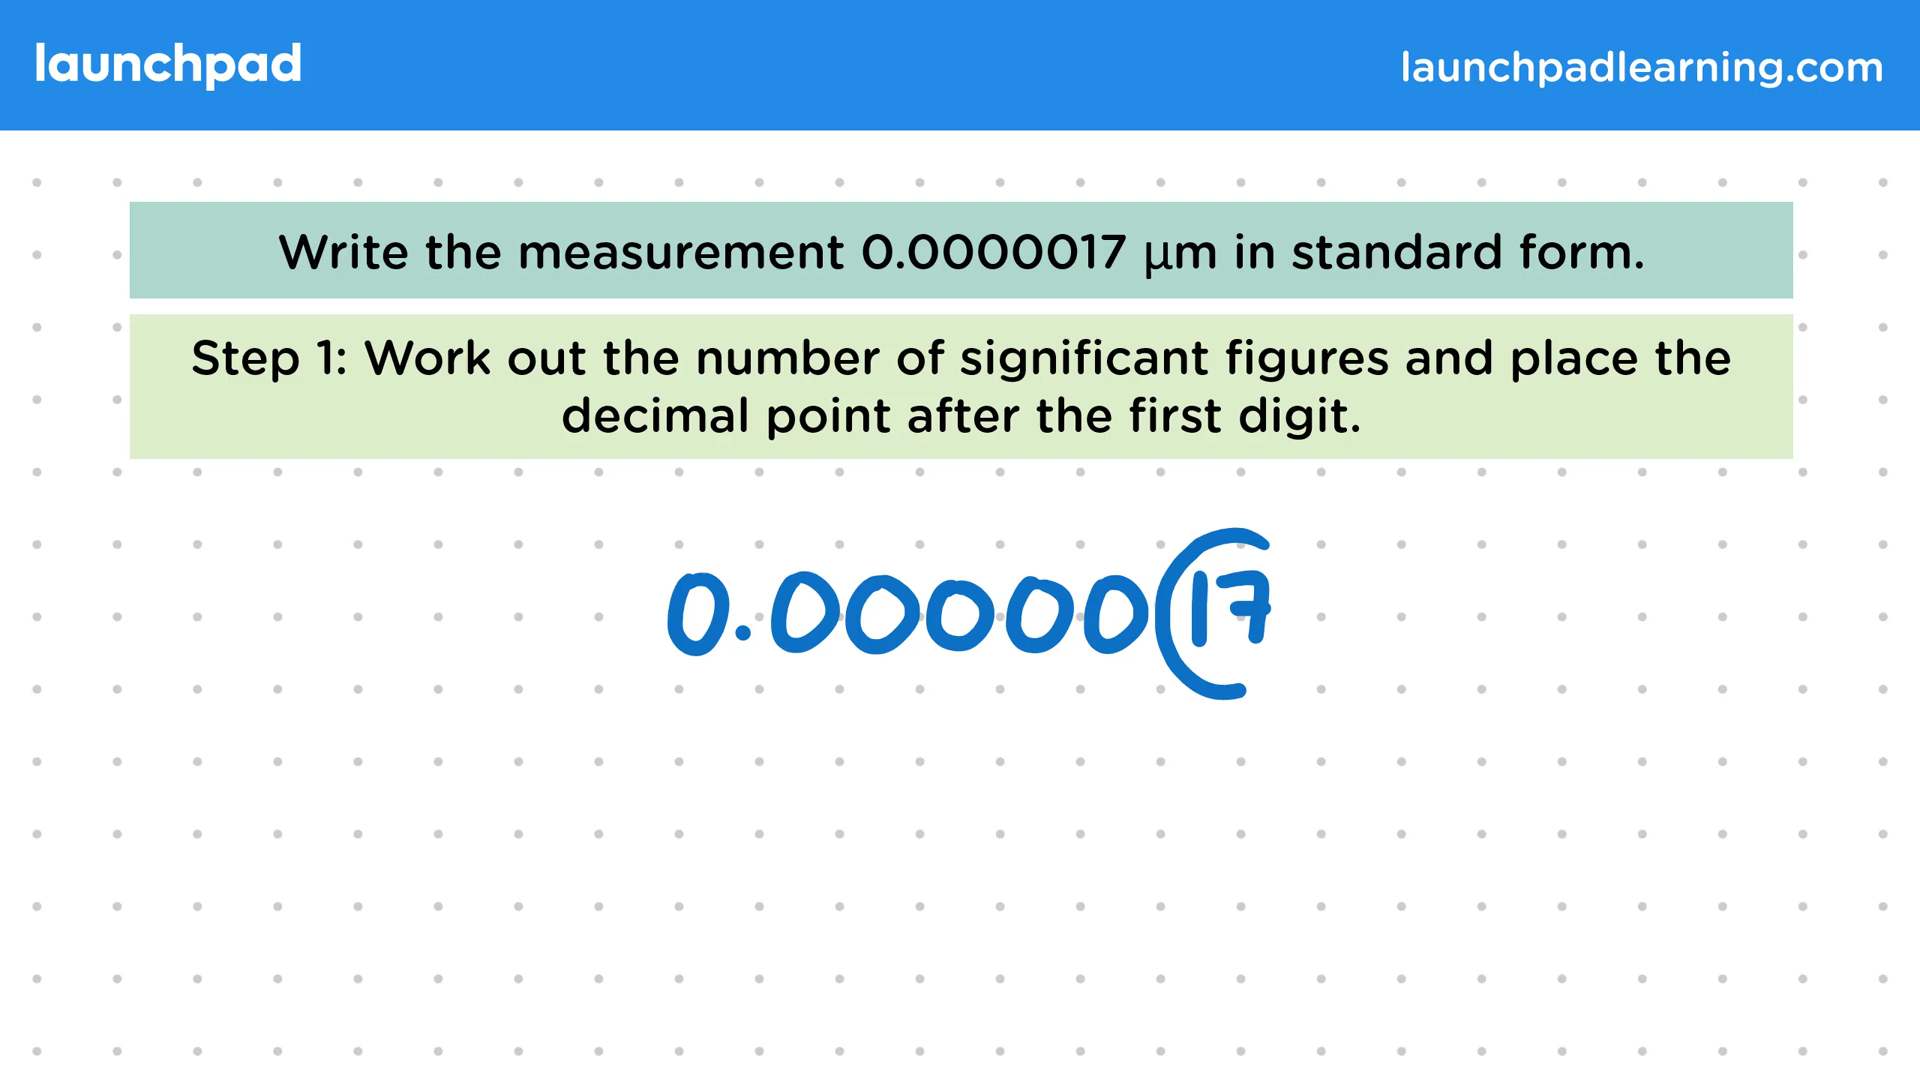 launchpad
launchpadlearning.com
Write the measurement 0.0000017 µm in standard form.
Step 1: Work out the number of significant figures and place the
decimal point after the first digit.
0.0000017